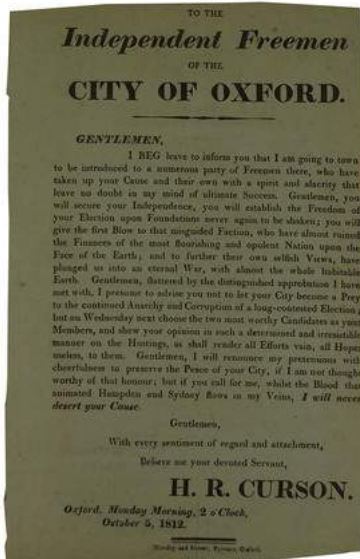 TO THE
Independent Freemen
OF THE
CITY OF OXFORD.
GENTLEMEN,
I BEG leave to inform you that I am going to town
to be introduced to a numerous party of Freemen there, who have
taken up your Cause and their own with a spirit and alacrity that
leave no doubt in my mind of ultimate Success. Gentlemen, you
will secure your Independence, you will establish the Freedom of
your Election upon Foundations never again to be shaken; you will
give the first Blow to that misguided Faction, who have almost ruined
the Finances of the most flourishing and opulent Nation upon the
Face of the Earth; and to further their own selfish Views, have
plunged us into an eternal War, with almost the whole habitable
Earth. Gentlemen, flattered by the distinguished approbation I have
met with, I presume to advise you not to let your City become a Prey
to the continued Anarchy and Corruption of a long-contested Election;
but on Wednesday next choose the two most worthy Candidates as your
Members, and shew your opinion in such a determined and irresistible
manner on the Hustings, as shall render all Efforts vain, all Hopes
useless, to them. Gentlemen, I will renounce my pretensions with
cheerfulness to preserve the Peace of your City, if I am not thought
worthy of that honour; but if you call for me, whilst the Blood that
animated Hampden and Sydney flows in my Veins, I will never
desert your Cause.
Gentlemen,
With every sentiment of regard and attachment,
Believe me your devoted Servant,
H. R. CURSON.
Oxford, Monday Morning, 2 o'Clock,
October 5, 1812.
Munday and Slatter, Printers, Oxford.